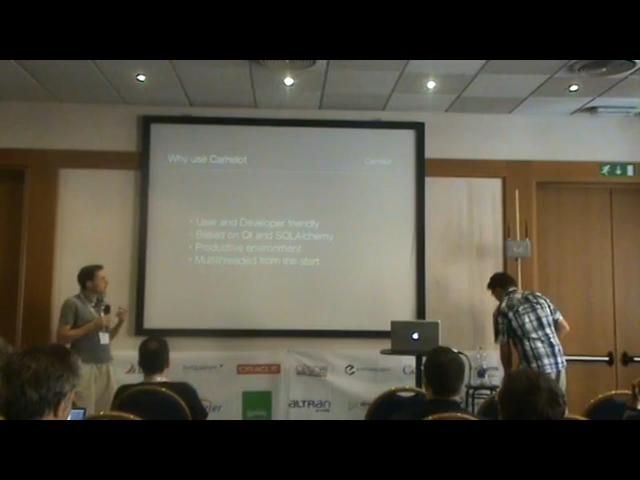 Why use Camelot
Camelot
• User and Developer friendly
• Based on Qt and SQLAlchemy
• Productive environment
• Multithreaded from the start
ORACLE
ALTRAN